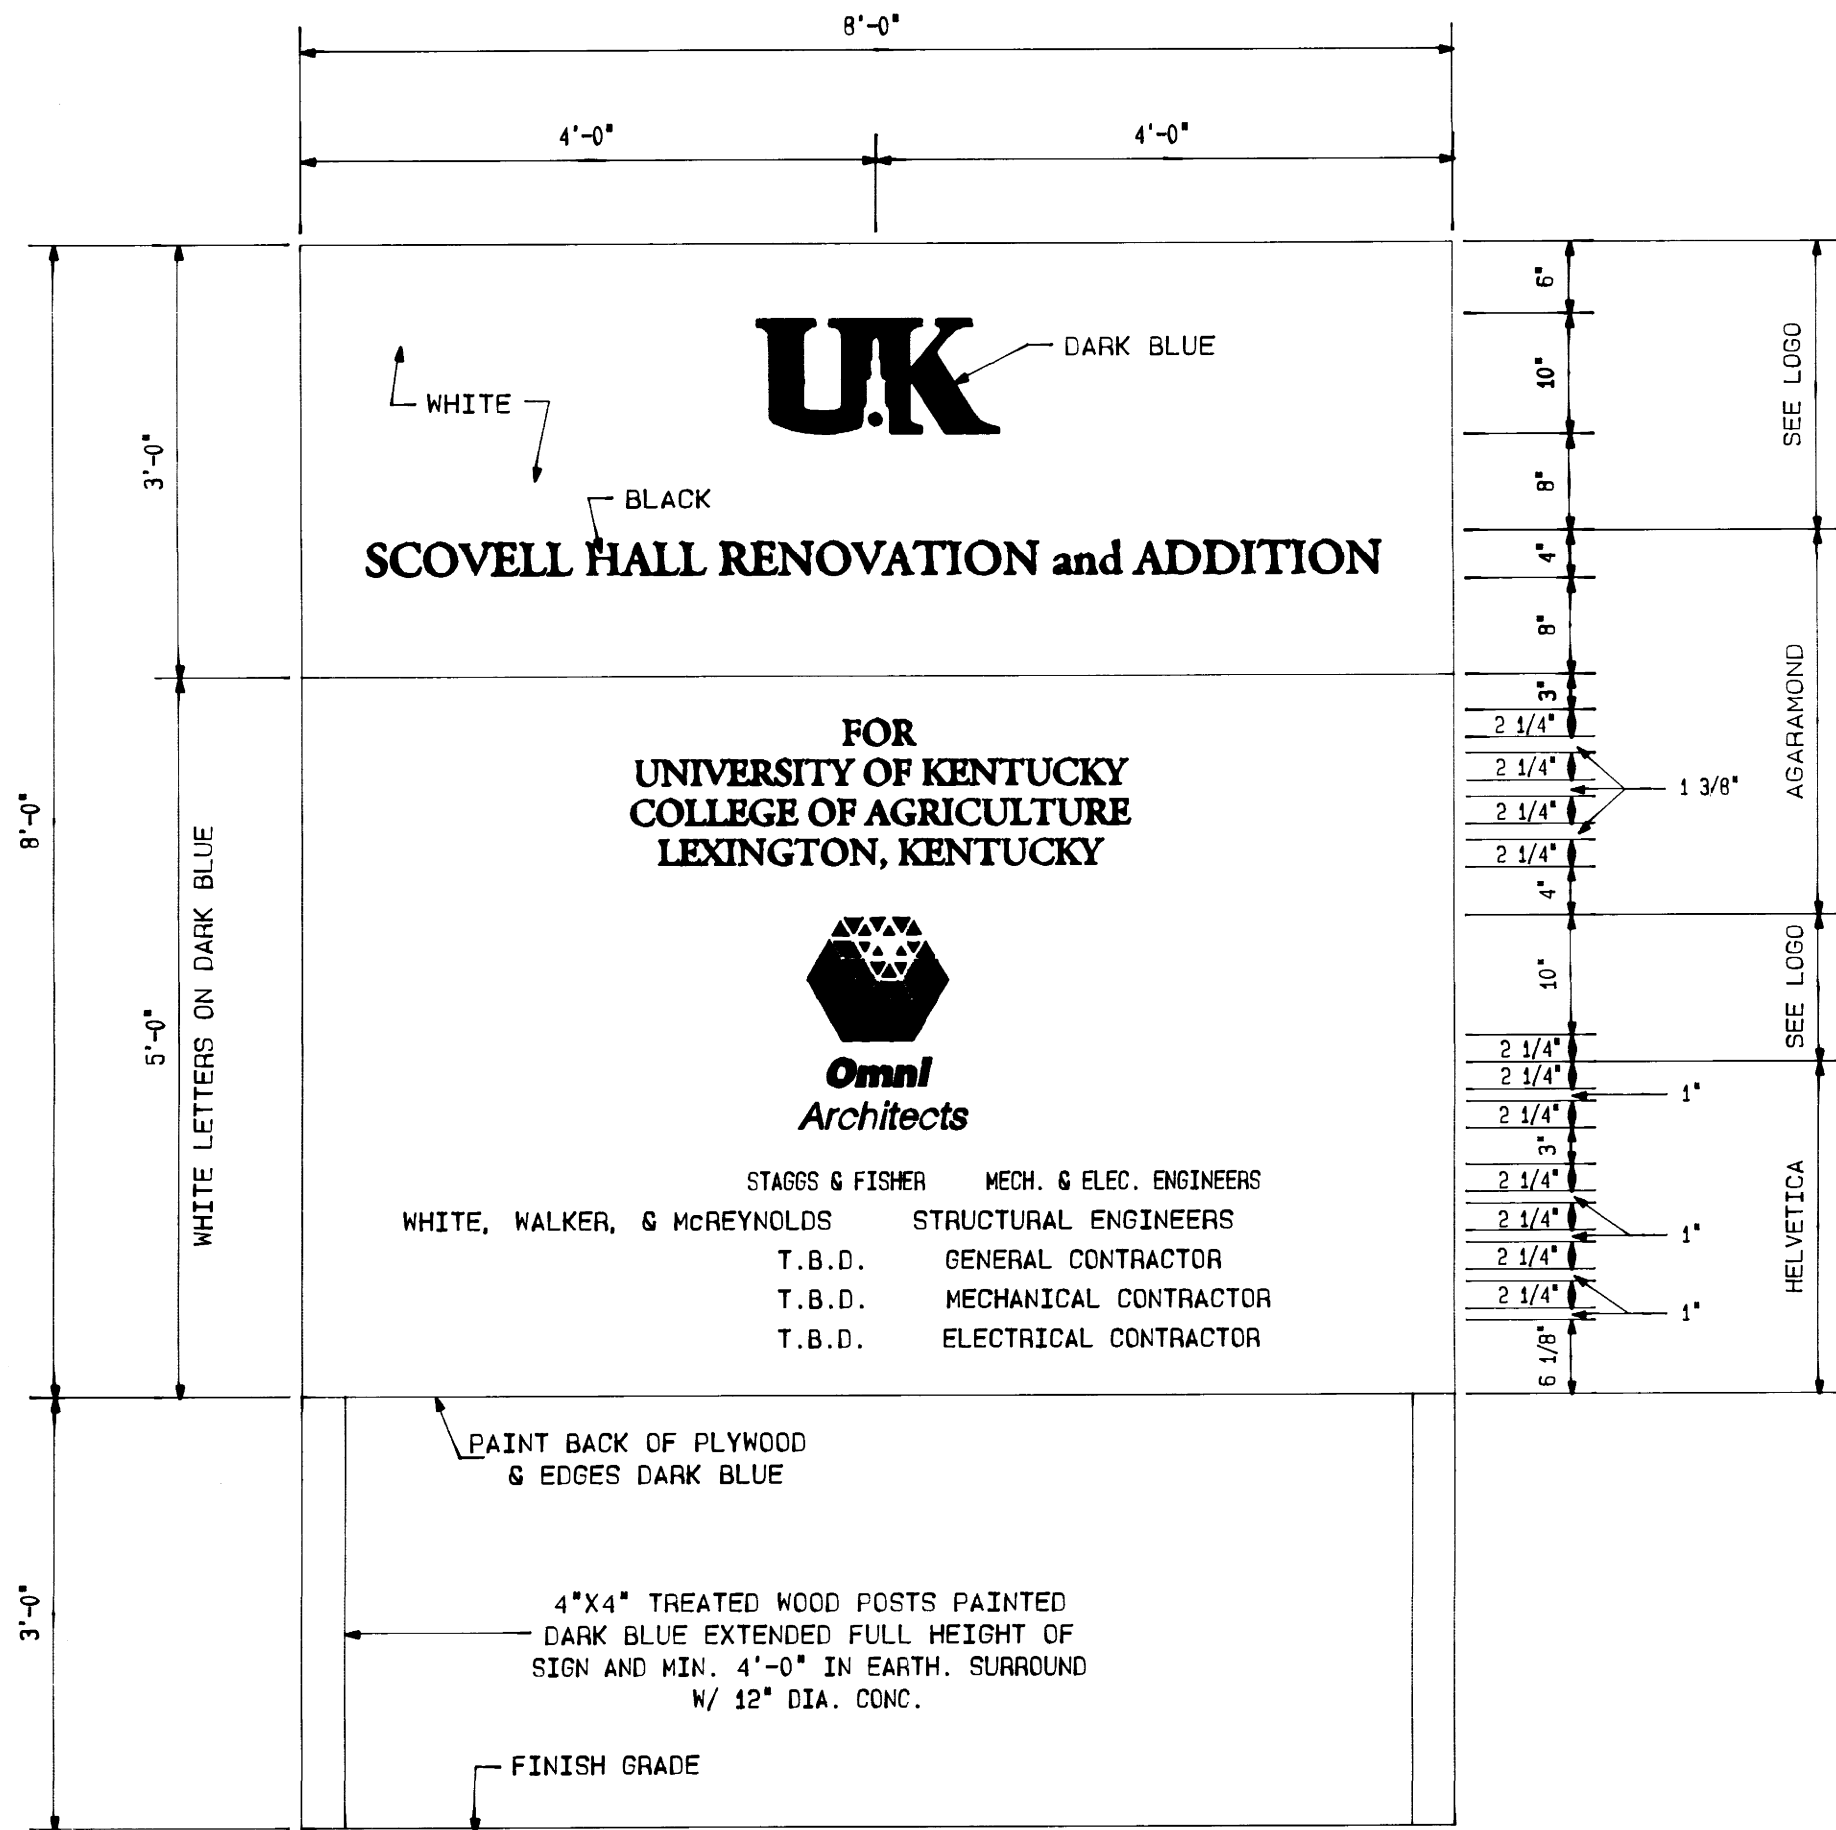 8'-0"
4'-0" 4'-0"
UK
DARK BLUE
WHITE
BLACK
SCOVELL HALL RENOVATION and ADDITION
FOR
UNIVERSITY OF KENTUCKY
COLLEGE OF AGRICULTURE
LEXINGTON, KENTUCKY
Omni
Architects
STAGGS & FISHER MECH. & ELEC. ENGINEERS
WHITE, WALKER, & McREYNOLDS STRUCTURAL ENGINEERS
T.B.D. GENERAL CONTRACTOR
T.B.D. MECHANICAL CONTRACTOR
T.B.D. ELECTRICAL CONTRACTOR
PAINT BACK OF PLYWOOD
& EDGES DARK BLUE
4"X4" TREATED WOOD POSTS PAINTED
DARK BLUE EXTENDED FULL HEIGHT OF
SIGN AND MIN. 4'-0" IN EARTH. SURROUND
W/ 12" DIA. CONC.
FINISH GRADE
8'-0"
3'-0"
3'-0"
5'-0"
WHITE LETTERS ON DARK BLUE
6"
10"
8"
4"
8"
3"
2 1/4"
2 1/4"
1 3/8"
2 1/4"
2 1/4"
4"
10"
2 1/4"
2 1/4"
1"
2 1/4"
3"
2 1/4"
2 1/4"
1"
2 1/4"
2 1/4"
1"
6 1/8"
SEE LOGO
AGARAMOND
SEE LOGO
HELVETICA